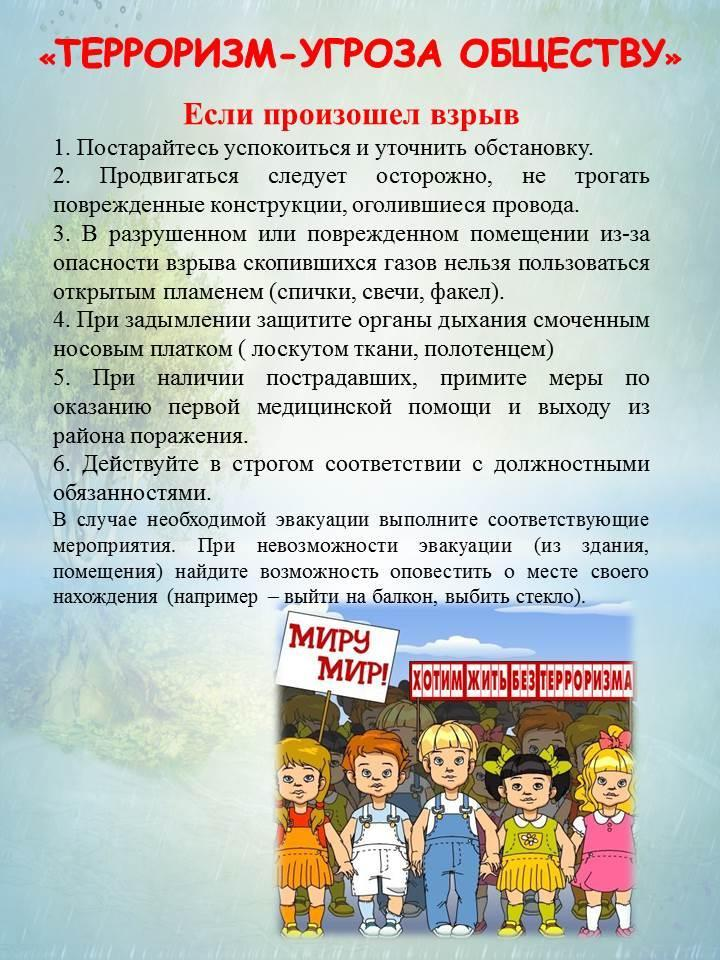 «ТЕРРОРИЗМ-УГРОЗА ОБЩЕСТВУ»
Если произошел взрыв
1. Постарайтесь успокоиться и уточнить обстановку.
2. Продвигаться следует осторожно, не трогать
поврежденные конструкции, оголившиеся провода.
3. В разрушенном или поврежденном помещении из-за
опасности взрыва скопившихся газов нельзя пользоваться
открытым пламенем (спички, свечи, факел).
4. При задымлении защитите органы дыхания смоченным
носовым платком ( лоскутом ткани, полотенцем)
5. При наличии пострадавших, примите меры по
оказанию первой медицинской помощи и выходу из
района поражения.
6. Действуйте в строгом соответствии с должностными
обязанностями.
В случае необходимой эвакуации выполните соответствующие
мероприятия. При невозможности эвакуации (из здания,
помещения) найдите возможность оповестить о месте своего
нахождения (например – выйти на балкон, выбить стекло).
МИРУ
МИР!
ХОТИМ ЖИТЬ БЕЗ ТЕРРОРИЗМА